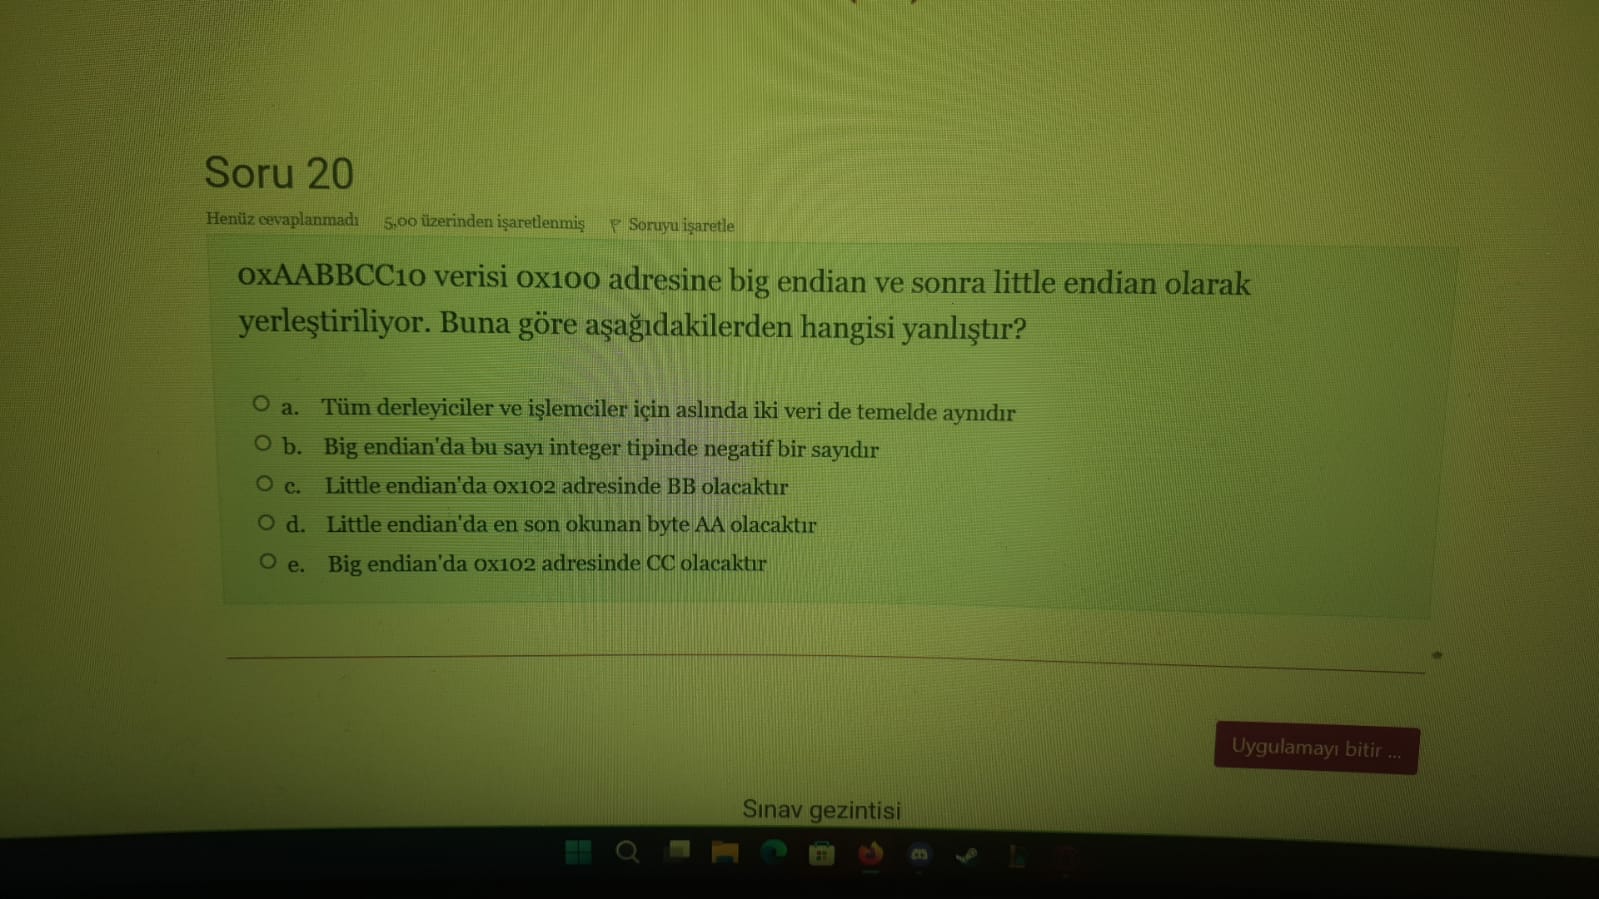 Soru 20
Henüz cevaplanmadı 5,00 üzerinden işaretlenmiş Soruyu işaretle
0xAABBCC10 verisi 0x100 adresine big endian ve sonra little endian olarak
yerleştiriliyor. Buna göre aşağıdakilerden hangisi yanlıştır?
a. Tüm derleyiciler ve işlemciler için aslında iki veri de temelde aynıdır
b. Big endian'da bu sayı integer tipinde negatif bir sayıdır
c. Little endian'da 0x102 adresinde BB olacaktır
d. Little endian'da en son okunan byte AA olacaktır
e. Big endian'da 0x102 adresinde CC olacaktır
Uygulamayı bitir ...
Sınav gezintisi